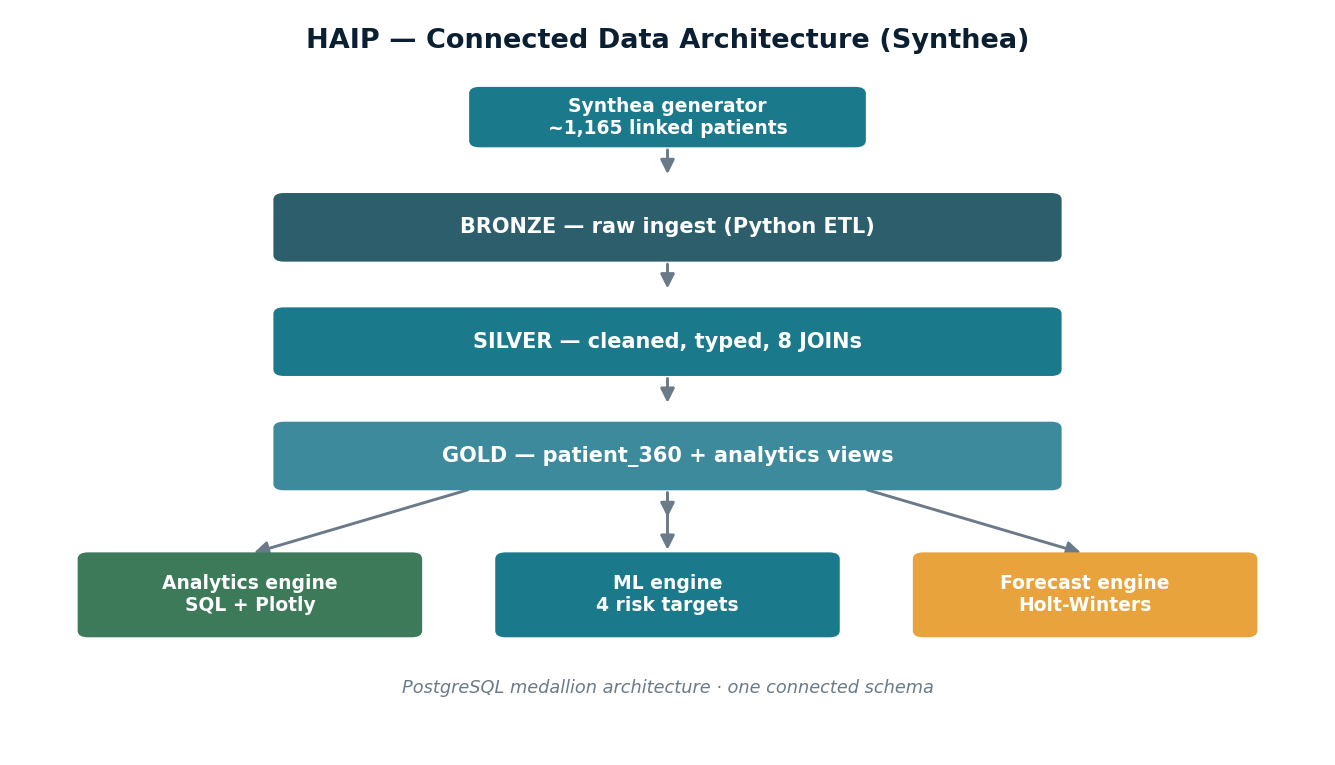 HAIP — Connected Data Architecture (Synthea)
Synthea generator
~1,165 linked patients
BRONZE — raw ingest (Python ETL)
SILVER — cleaned, typed, 8 JOINs
GOLD — patient_360 + analytics views
Analytics engine
SQL + Plotly
ML engine
4 risk targets
Forecast engine
Holt-Winters
PostgreSQL medallion architecture · one connected schema